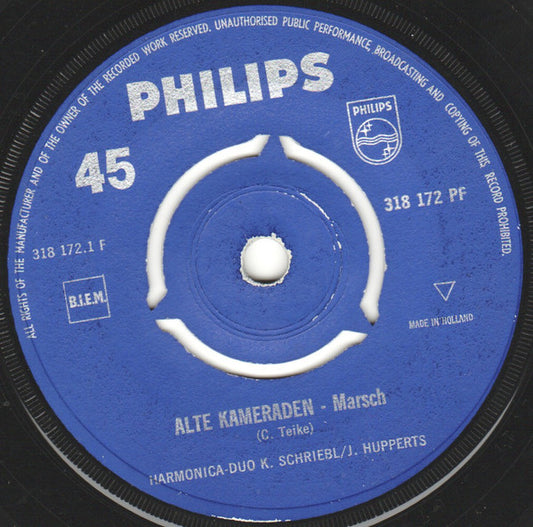 ALL RIGHTS OF THE MANUFACTURER AND OF THE OWNER OF THE RECORDED WORK RESERVED. UNAUTHORISED PUBLIC PERFORMANCE, BROADCASTING AND COPYING OF THIS RECORD PROHIBITED.
PHILIPS
PHILIPS
45
318 172 PF
318 172.1 F
B.I.E.M.
MADE IN HOLLAND
ALTE KAMERADEN - Marsch
(C. Teike)
HARMONICA-DUO K. SCHRIEBL/J. HUPPERTS